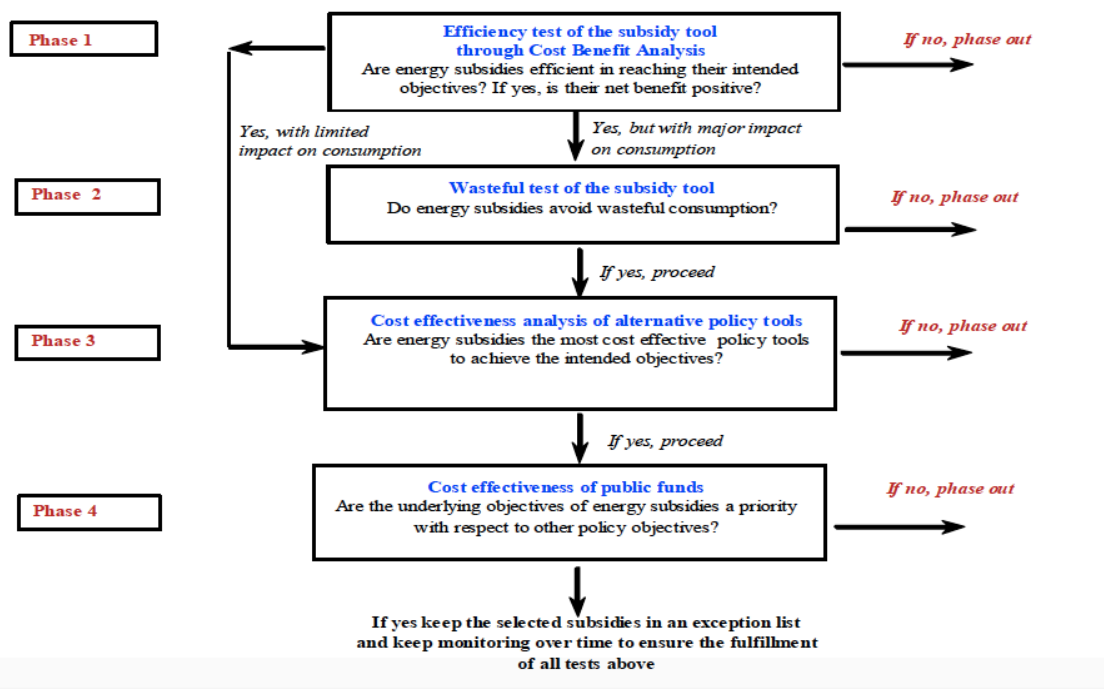 Phase 1
Efficiency test of the subsidy tool
through Cost Benefit Analysis
Are energy subsidies efficient in reaching their intended
objectives? If yes, is their net benefit positive?
If no, phase out
Yes, with limited
impact on consumption
Yes, but with major impact
on consumption
Phase 2
Wasteful test of the subsidy tool
Do energy subsidies avoid wasteful consumption?
If no, phase out
If yes, proceed
Phase 3
Cost effectiveness analysis of alternative policy tools
Are energy subsidies the most cost effective policy tools
to achieve the intended objectives?
If no, phase out
If yes, proceed
Phase 4
Cost effectiveness of public funds
Are the underlying objectives of energy subsidies a priority
with respect to other policy objectives?
If no, phase out
If yes keep the selected subsidies in an exception list
and keep monitoring over time to ensure the fulfillment
of all tests above